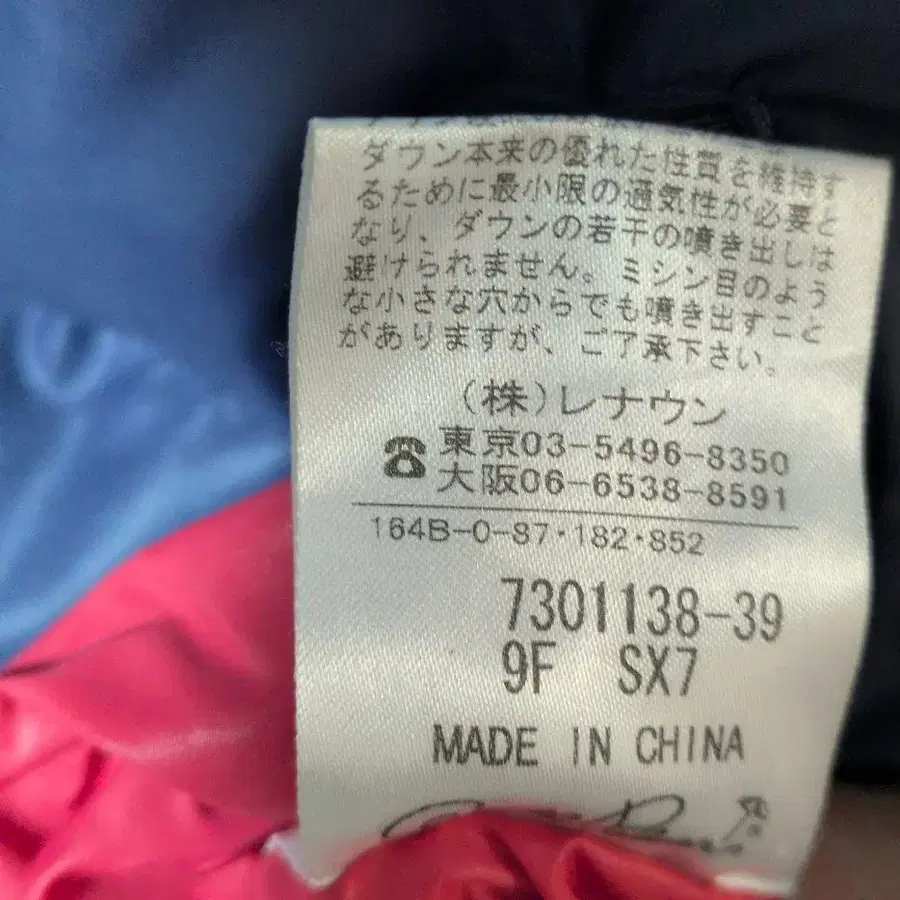 ダウン本来の優れた性質を維持す
るために最小限の通気性が必要と
なり、ダウンの若干の噴き出しは
避けられません。ミシン目のよう
な小さな穴からでも噴き出すこと
がありますが、ご了承下さい。
(株)レナウン
☎東京03-5496-8350
大阪06-6538-8591
164B-0-87・182・852
7301138-39
9F SX7
MADE IN CHINA